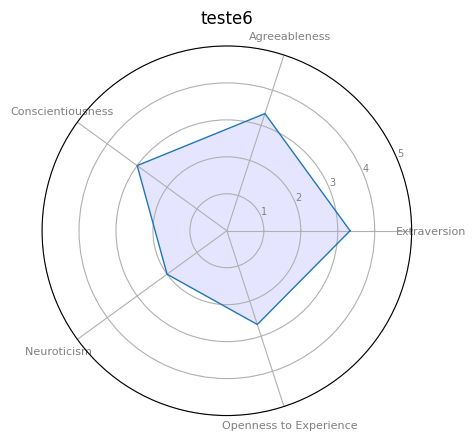 teste6
Agreeableness
Conscientiousness
5
4
3
2
1
Extraversion
Neuroticism
Openness to Experience